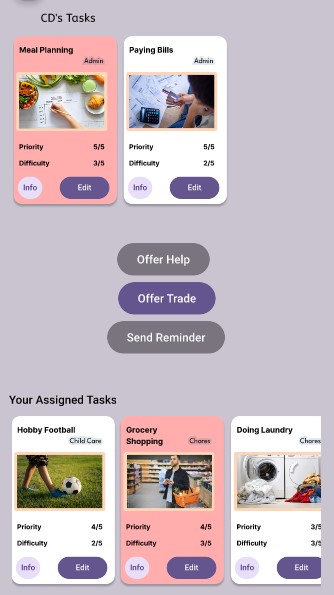 CD's Tasks
Meal Planning
Admin
Priority 5/5
Difficulty 3/5
Info Edit
Paying Bills
Admin
Priority 5/5
Difficulty 2/5
Info Edit
Offer Help
Offer Trade
Send Reminder
Your Assigned Tasks
Hobby Football
Child Care
Priority 4/5
Difficulty 2/5
Info Edit
Grocery
Shopping
Chores
Priority 4/5
Difficulty 3/5
Info Edit
Doing Laundry
Chores
Priority 3/5
Difficulty 3/5
Info Edit